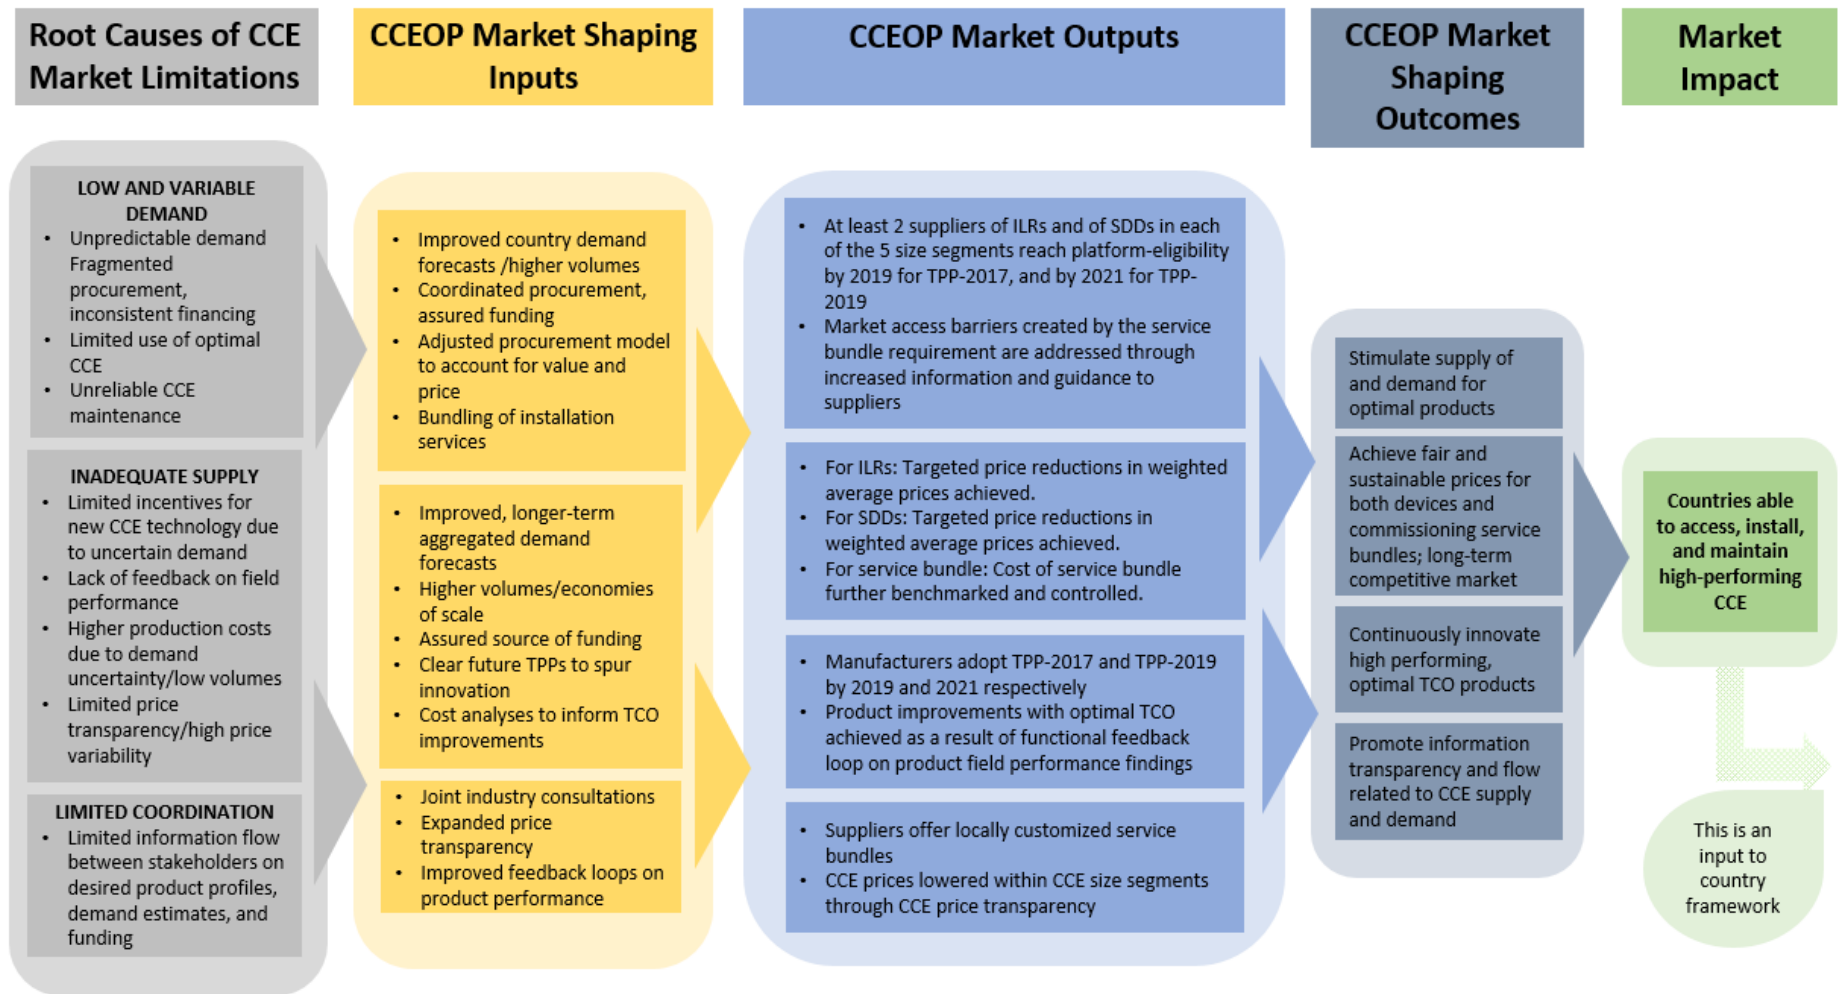 Root Causes of CCE
Market Limitations
LOW AND VARIABLE
DEMAND
• Unpredictable demand
Fragmented
procurement,
inconsistent financing
• Limited use of optimal
CCE
• Unreliable CCE
maintenance
INADEQUATE SUPPLY
• Limited incentives for
new CCE technology due
to uncertain demand
• Lack of feedback on field
performance
• Higher production costs
due to demand
uncertainty/low volumes
• Limited price
transparency/high price
variability
LIMITED COORDINATION
• Limited information flow
between stakeholders on
desired product profiles,
demand estimates, and
funding
CCEOP Market Shaping
Inputs
• Improved country demand
forecasts /higher volumes
• Coordinated procurement,
assured funding
• Adjusted procurement model
to account for value and
price
• Bundling of installation
services
• Improved, longer-term
aggregated demand
forecasts
• Higher volumes/economies
of scale
• Assured source of funding
• Clear future TPPs to spur
innovation
• Cost analyses to inform TCO
improvements
• Joint industry consultations
• Expanded price
transparency
• Improved feedback loops on
product performance
CCEOP Market Outputs
• At least 2 suppliers of ILRs and of SDDs in each
of the 5 size segments reach platform-eligibility
by 2019 for TPP-2017, and by 2021 for TPP-
2019
• Market access barriers created by the service
bundle requirement are addressed through
increased information and guidance to
suppliers
• For ILRs: Targeted price reductions in weighted
average prices achieved.
• For SDDs: Targeted price reductions in
weighted average prices achieved.
• For service bundle: Cost of service bundle
further benchmarked and controlled.
• Manufacturers adopt TPP-2017 and TPP-2019
by 2019 and 2021 respectively
• Product improvements with optimal TCO
achieved as a result of functional feedback
loop on product field performance findings
• Suppliers offer locally customized service
bundles
• CCE prices lowered within CCE size segments
through CCE price transparency
CCEOP Market
Shaping
Outcomes
Stimulate supply of
and demand for
optimal products
Achieve fair and
sustainable prices for
both devices and
commissioning service
bundles; long-term
competitive market
Continuously innovate
high performing,
optimal TCO products
Promote information
transparency and flow
related to CCE supply
and demand
Market
Impact
Countries able
to access, install,
and maintain
high-performing
CCE
This is an
input to
country
framework